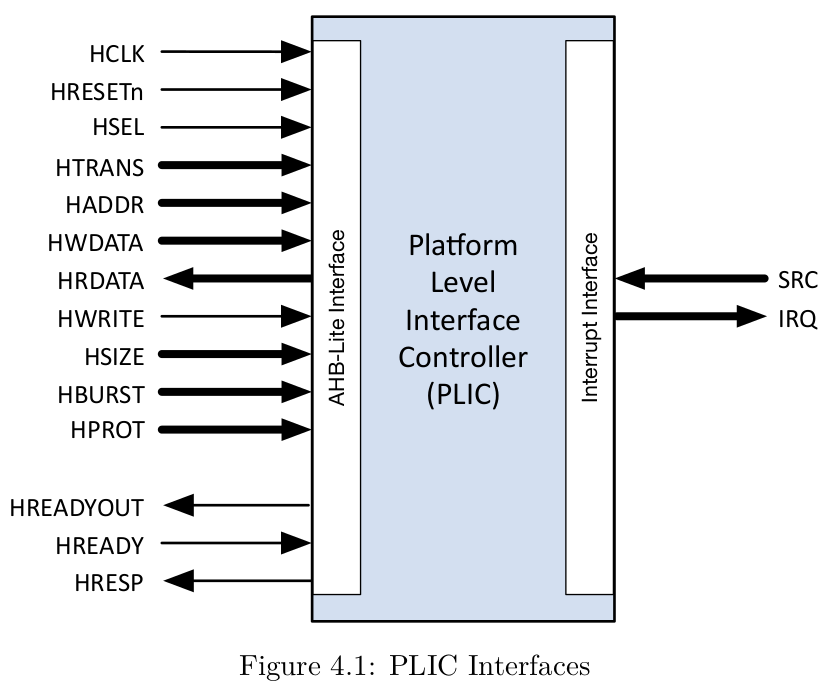 HCLK
HRESETn
HSEL
HTRANS
HADDR
HWDATA
HRDATA
HWRITE
HSIZE
HBURST
HPROT
HREADYOUT
HREADY
HRESP
AHB-Lite Interface
Platform
Level
Interface
Controller
(PLIC)
Interrupt Interface
SRC
IRQ
Figure 4.1: PLIC Interfaces